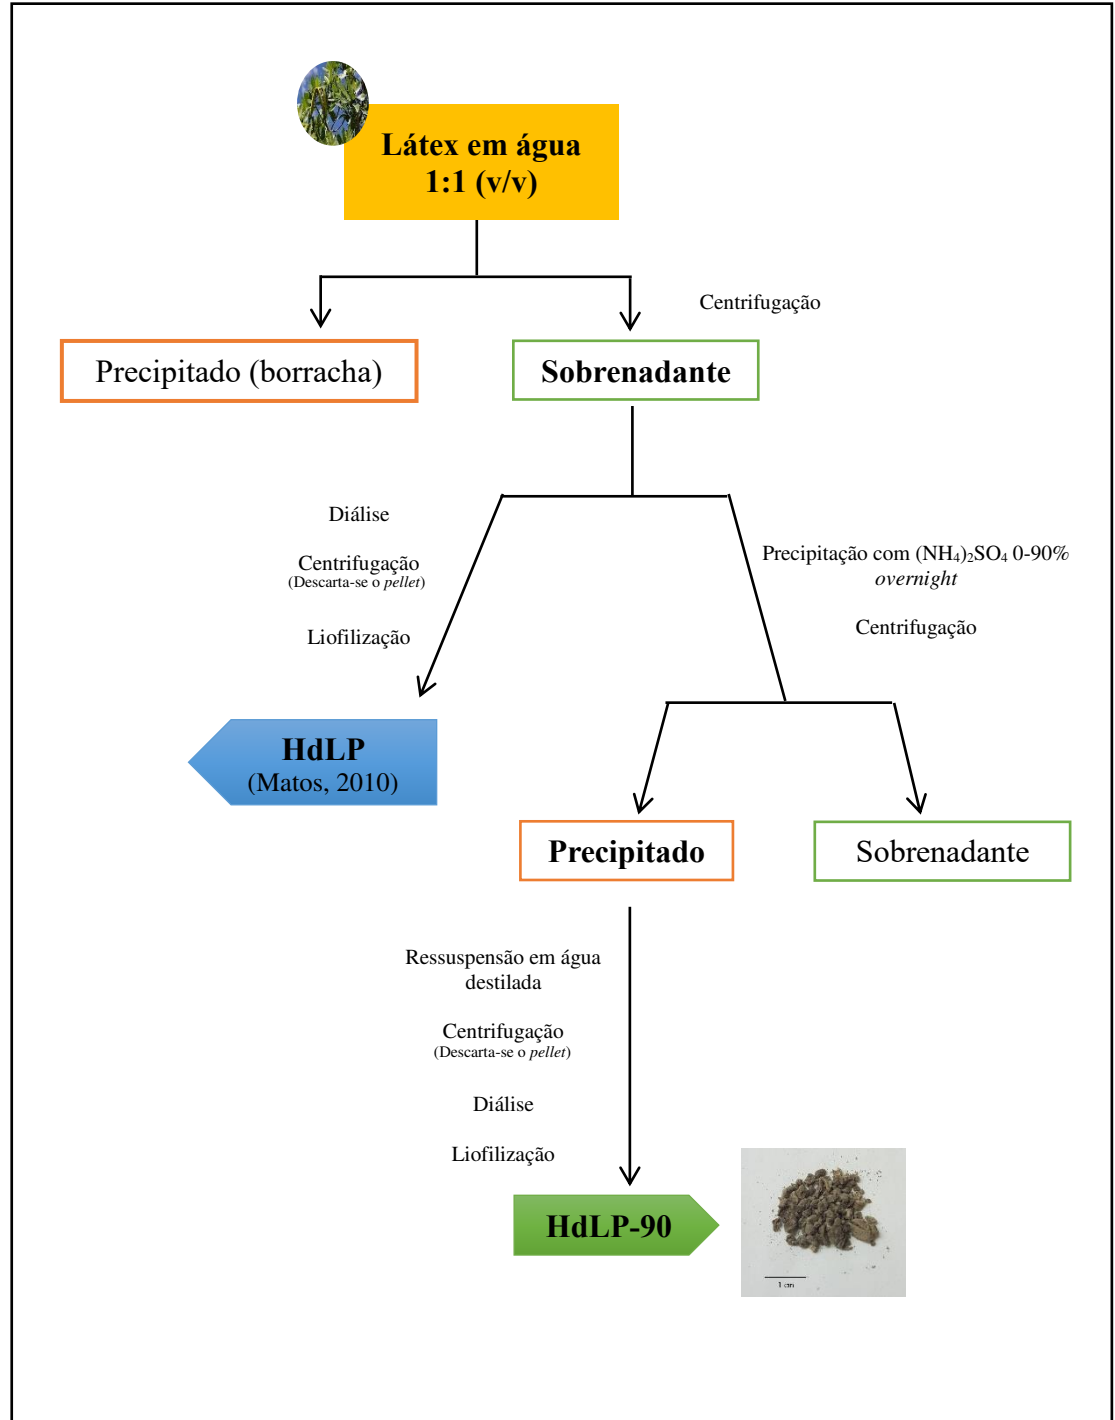 Látex em água
1:1 (v/v)
Centrifugação
Precipitado (borracha)
Sobrenadante
Diálise
Centrifugação
(Descarta-se o pellet)
Liofilização
Precipitação com (NH₄)₂SO₄ 0-90%
overnight
Centrifugação
HdLP
(Matos, 2010)
Precipitado
Sobrenadante
Ressuspensão em água
destilada
Centrifugação
(Descarta-se o pellet)
Diálise
Liofilização
HdLP-90
1 cm